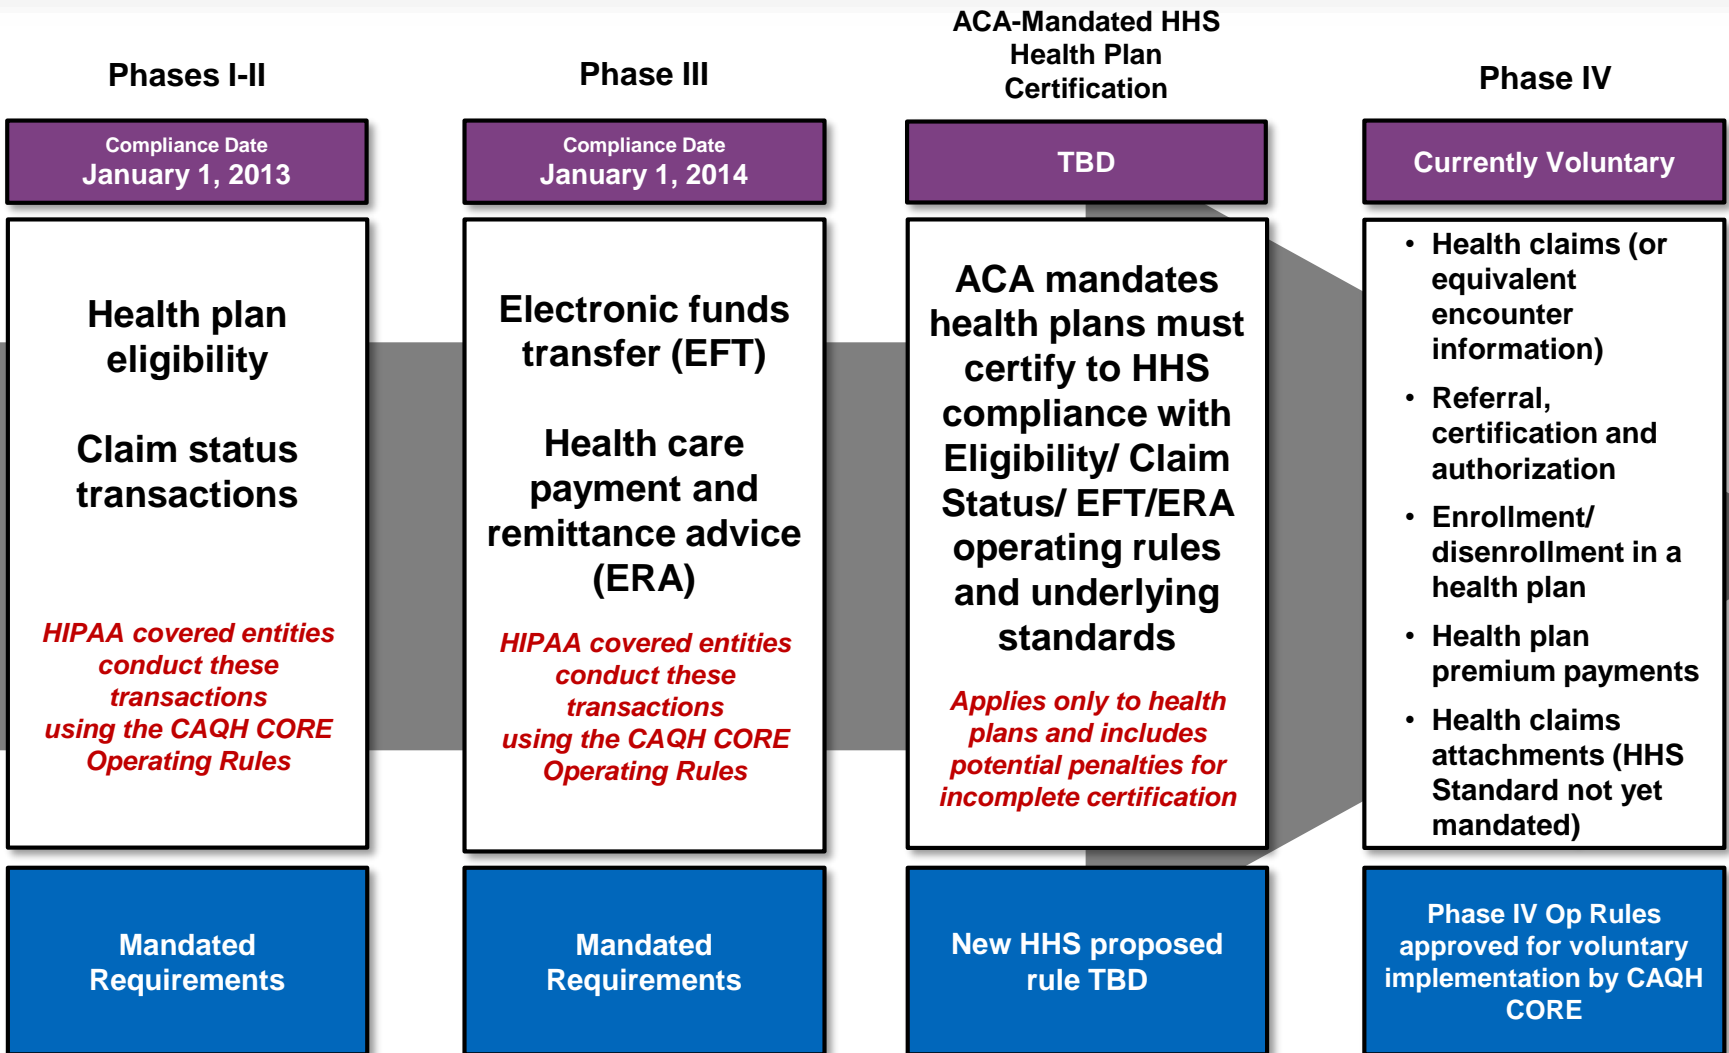 Phases I-II
Compliance Date
January 1, 2013
Health plan
eligibility
Claim status
transactions
HIPAA covered entities
conduct these
transactions
using the CAQH CORE
Operating Rules
Mandated
Requirements
Phase III
Compliance Date
January 1, 2014
Electronic funds
transfer (EFT)
Health care
payment and
remittance advice
(ERA)
HIPAA covered entities
conduct these
transactions
using the CAQH CORE
Operating Rules
Mandated
Requirements
ACA-Mandated HHS
Health Plan
Certification
TBD
ACA mandates
health plans must
certify to HHS
compliance with
Eligibility/ Claim
Status/ EFT/ERA
operating rules
and underlying
standards
Applies only to health
plans and includes
potential penalties for
incomplete certification
New HHS proposed
rule TBD
Phase IV
Currently Voluntary
• Health claims (or
equivalent
encounter
information)
• Referral,
certification and
authorization
• Enrollment/
disenrollment in a
health plan
• Health plan
premium payments
• Health claims
attachments (HHS
Standard not yet
mandated)
Phase IV Op Rules
approved for voluntary
implementation by CAQH
CORE